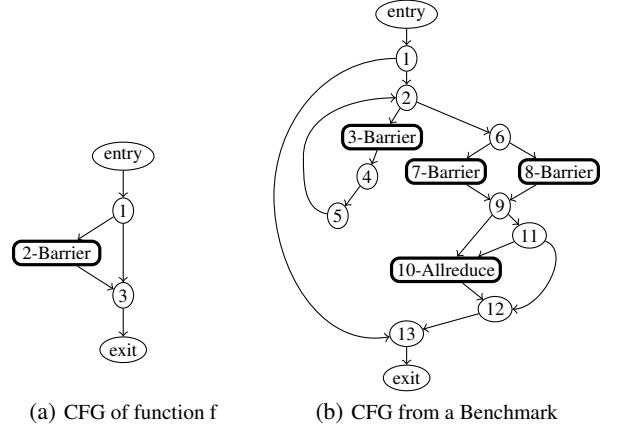 entry
1
2-Barrier
3
exit
(a) CFG of function f
entry
1
2
3-Barrier
6
7-Barrier
8-Barrier
4
5
9
11
10-Allreduce
12
13
exit
(b) CFG from a Benchmark